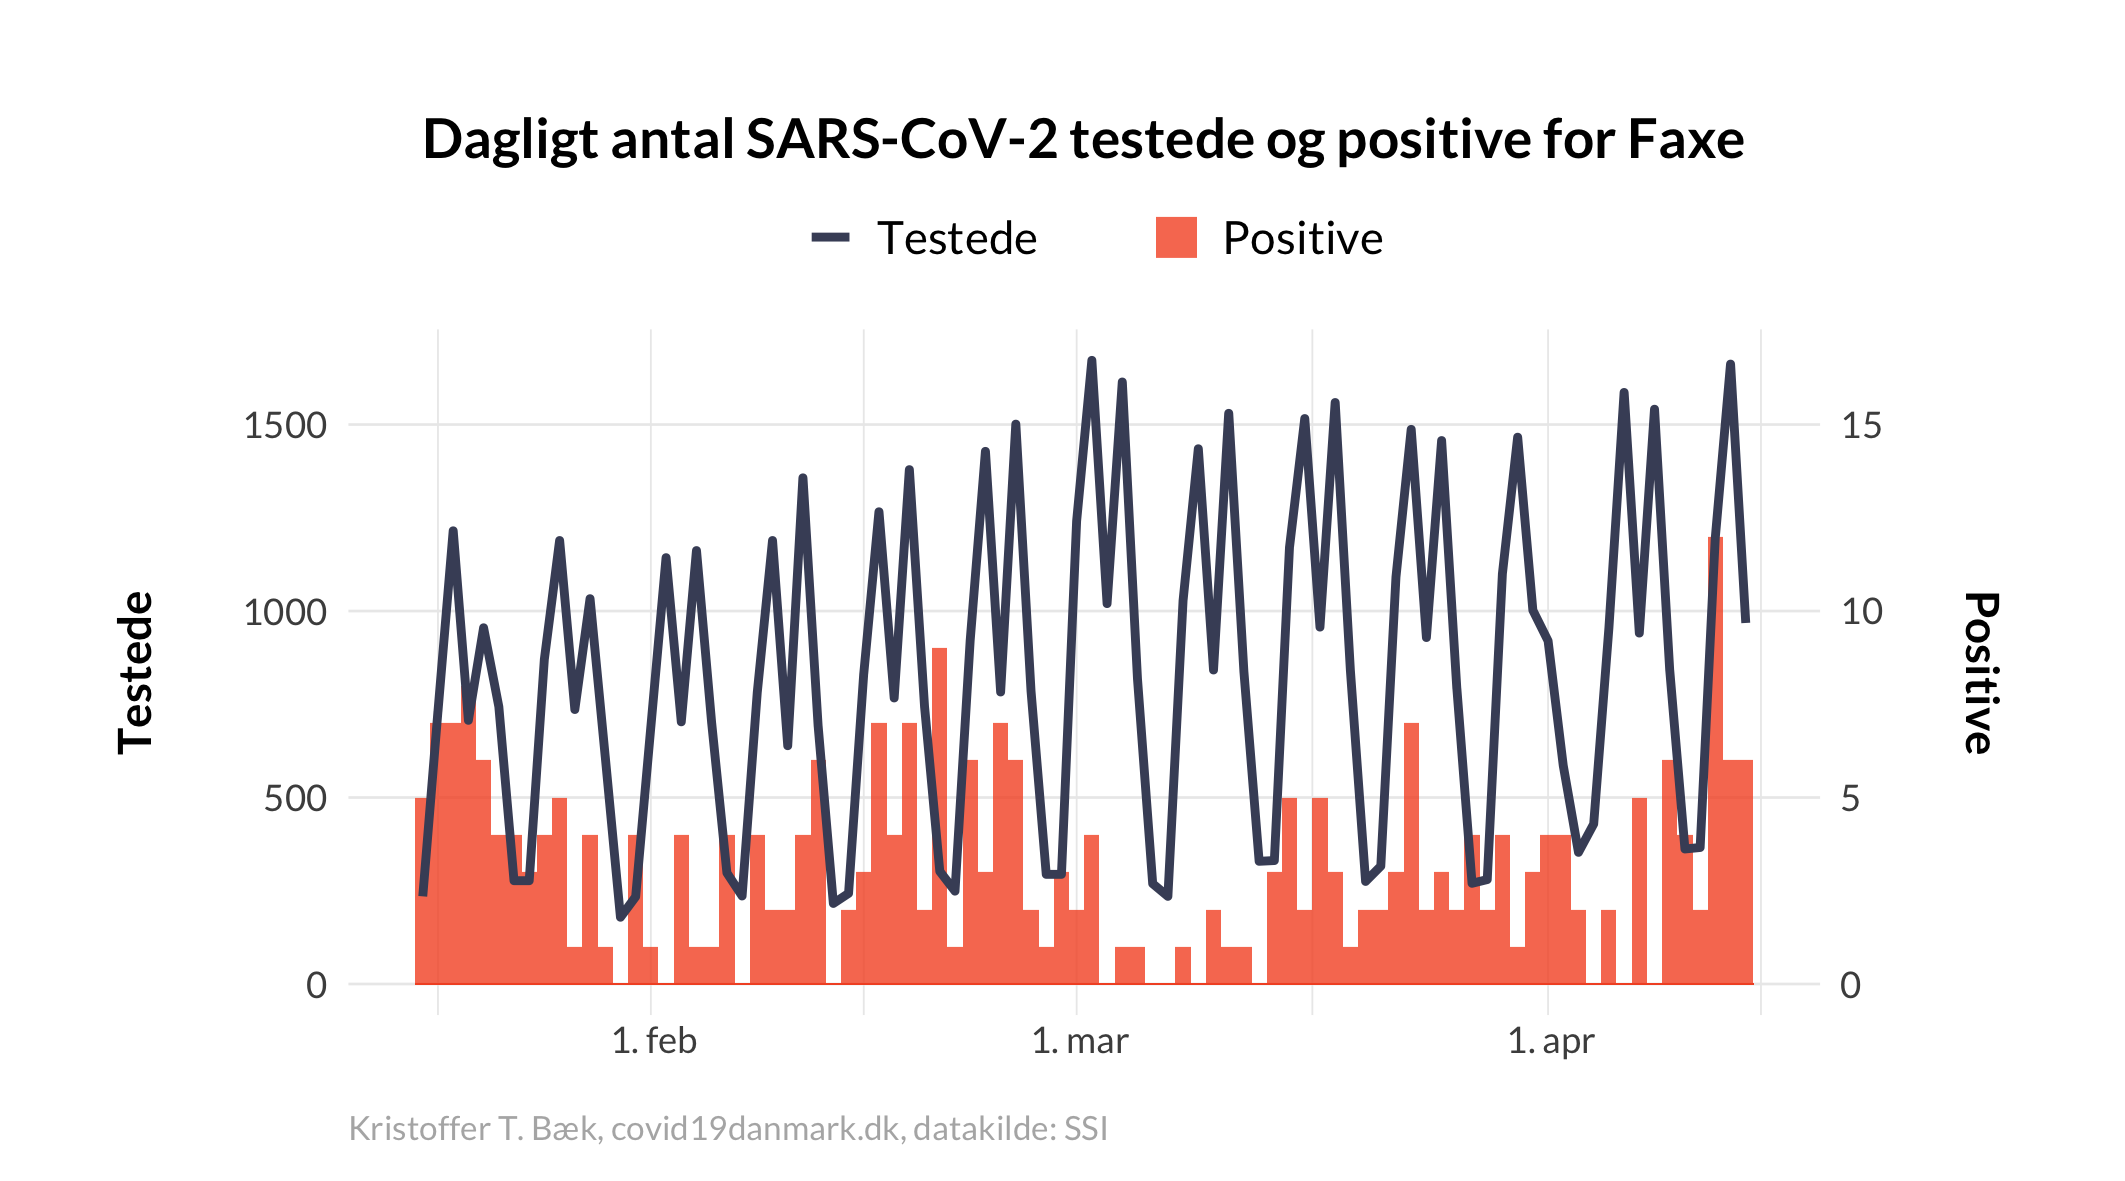 Dagligt antal SARS-CoV-2 testede og positive for Faxe
Testede
Positive
1500
1000
500
0
Testede
15
10
5
0
Positive
1. feb
1. mar
1. apr
Kristoffer T. Bæk, covid19danmark.dk, datakilde: SSI